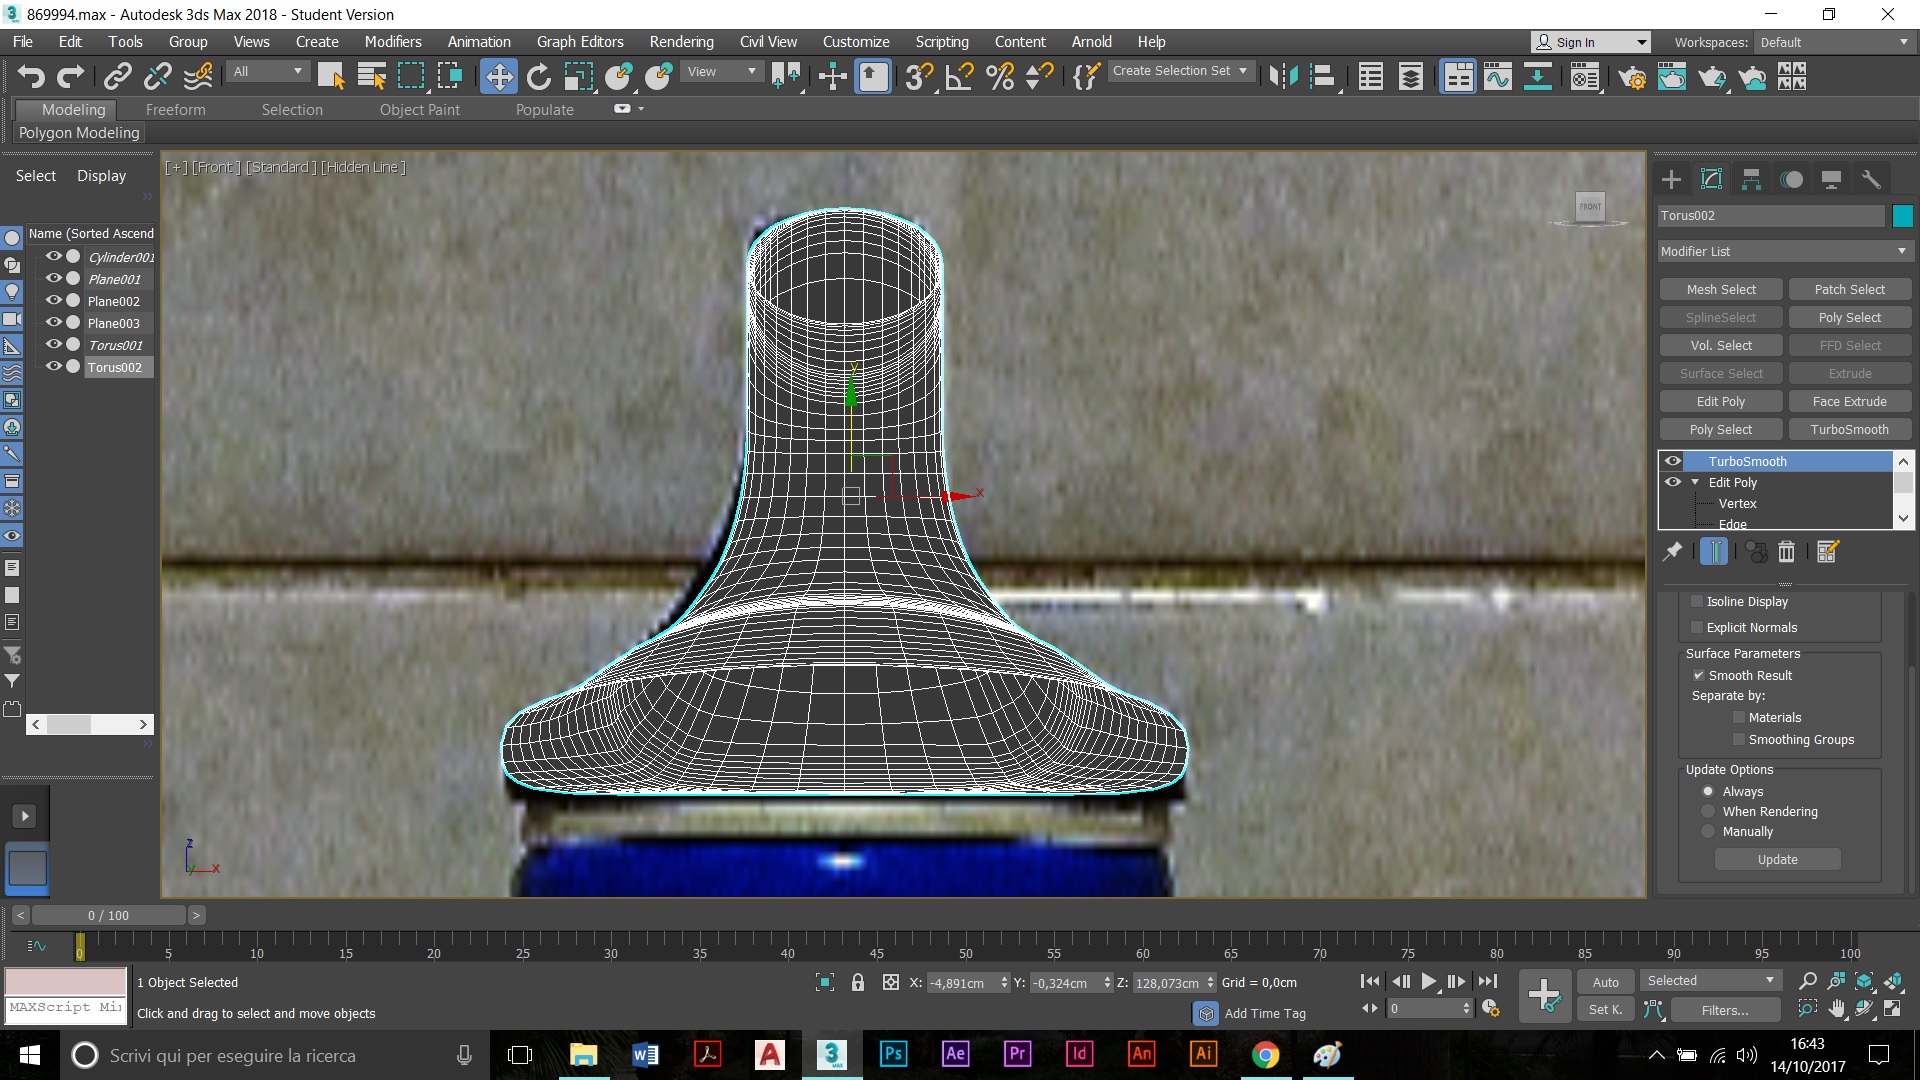 869994.max - Autodesk 3ds Max 2018 - Student Version
File Edit Tools Group Views Create Modifiers Animation Graph Editors Rendering Civil View Customize Scripting Content Arnold Help
Sign In Workspaces: Default
All View Create Selection Set
Modeling Freeform Selection Object Paint Populate
Polygon Modeling
Select Display
Name (Sorted Ascend
Cylinder001
Plane001
Plane002
Plane003
Torus001
Torus002
[+] [Front] [Standard] [Hidden Line]
FRONT
y
x
z
y
x
Torus002
Modifier List
Mesh Select Patch Select
SplineSelect Poly Select
Vol. Select FFD Select
Surface Select Extrude
Edit Poly Face Extrude
Poly Select TurboSmooth
TurboSmooth
Edit Poly
Vertex
Edge
Isoline Display
Explicit Normals
Surface Parameters
Smooth Result
Separate by:
Materials
Smoothing Groups
Update Options
Always
When Rendering
Manually
Update
< 0 / 100 >
0 5 10 15 20 25 30 35 40 45 50 55 60 65 70 75 80 85 90 95 100
1 Object Selected X: -4,891cm Y: -0,324cm Z: 128,073cm Grid = 0,0cm Auto Selected
MAXScript Mi
Click and drag to select and move objects Add Time Tag 0 Set K. Filters...
Scrivi qui per eseguire la ricerca
Ps Ae Pr Id An Ai
16:43
14/10/2017